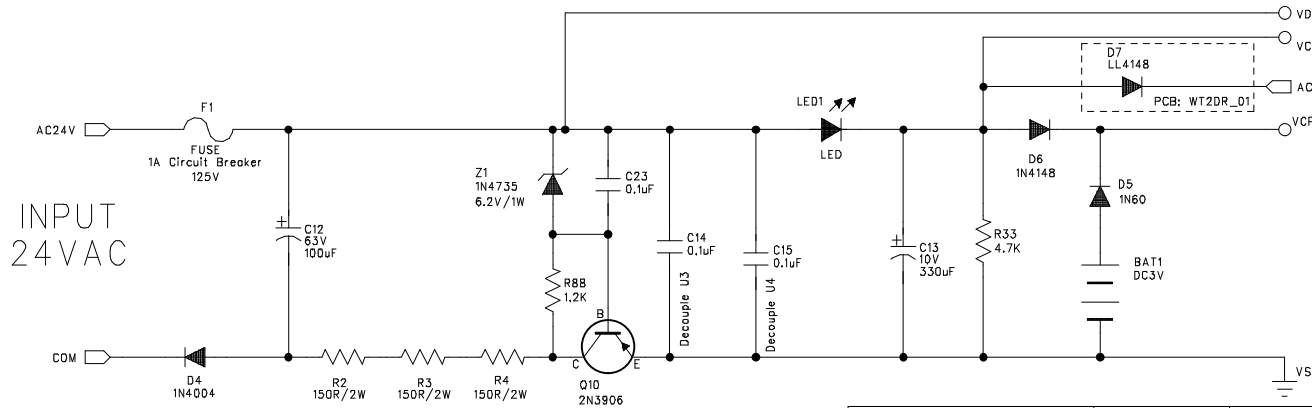 VD
VC
D7
LL4148
AC
PCB: WT2DR_01
VCP
F1
AC24V
FUSE
1A Circuit Breaker
125V
LED1
LED
D6
1N4148
Z1
1N4735
6.2V/1W
C23
0.1uF
D5
1N60
INPUT
24VAC
C12
63V
100uF
C14
0.1uF
C15
0.1uF
C13
10V
330uF
R33
4.7K
BAT1
DC3V
R88
1.2K
Decouple U3
Decouple U4
B
C
E
COM
D4
1N4004
R2
150R/2W
R3
150R/2W
R4
150R/2W
Q10
2N3906
VS